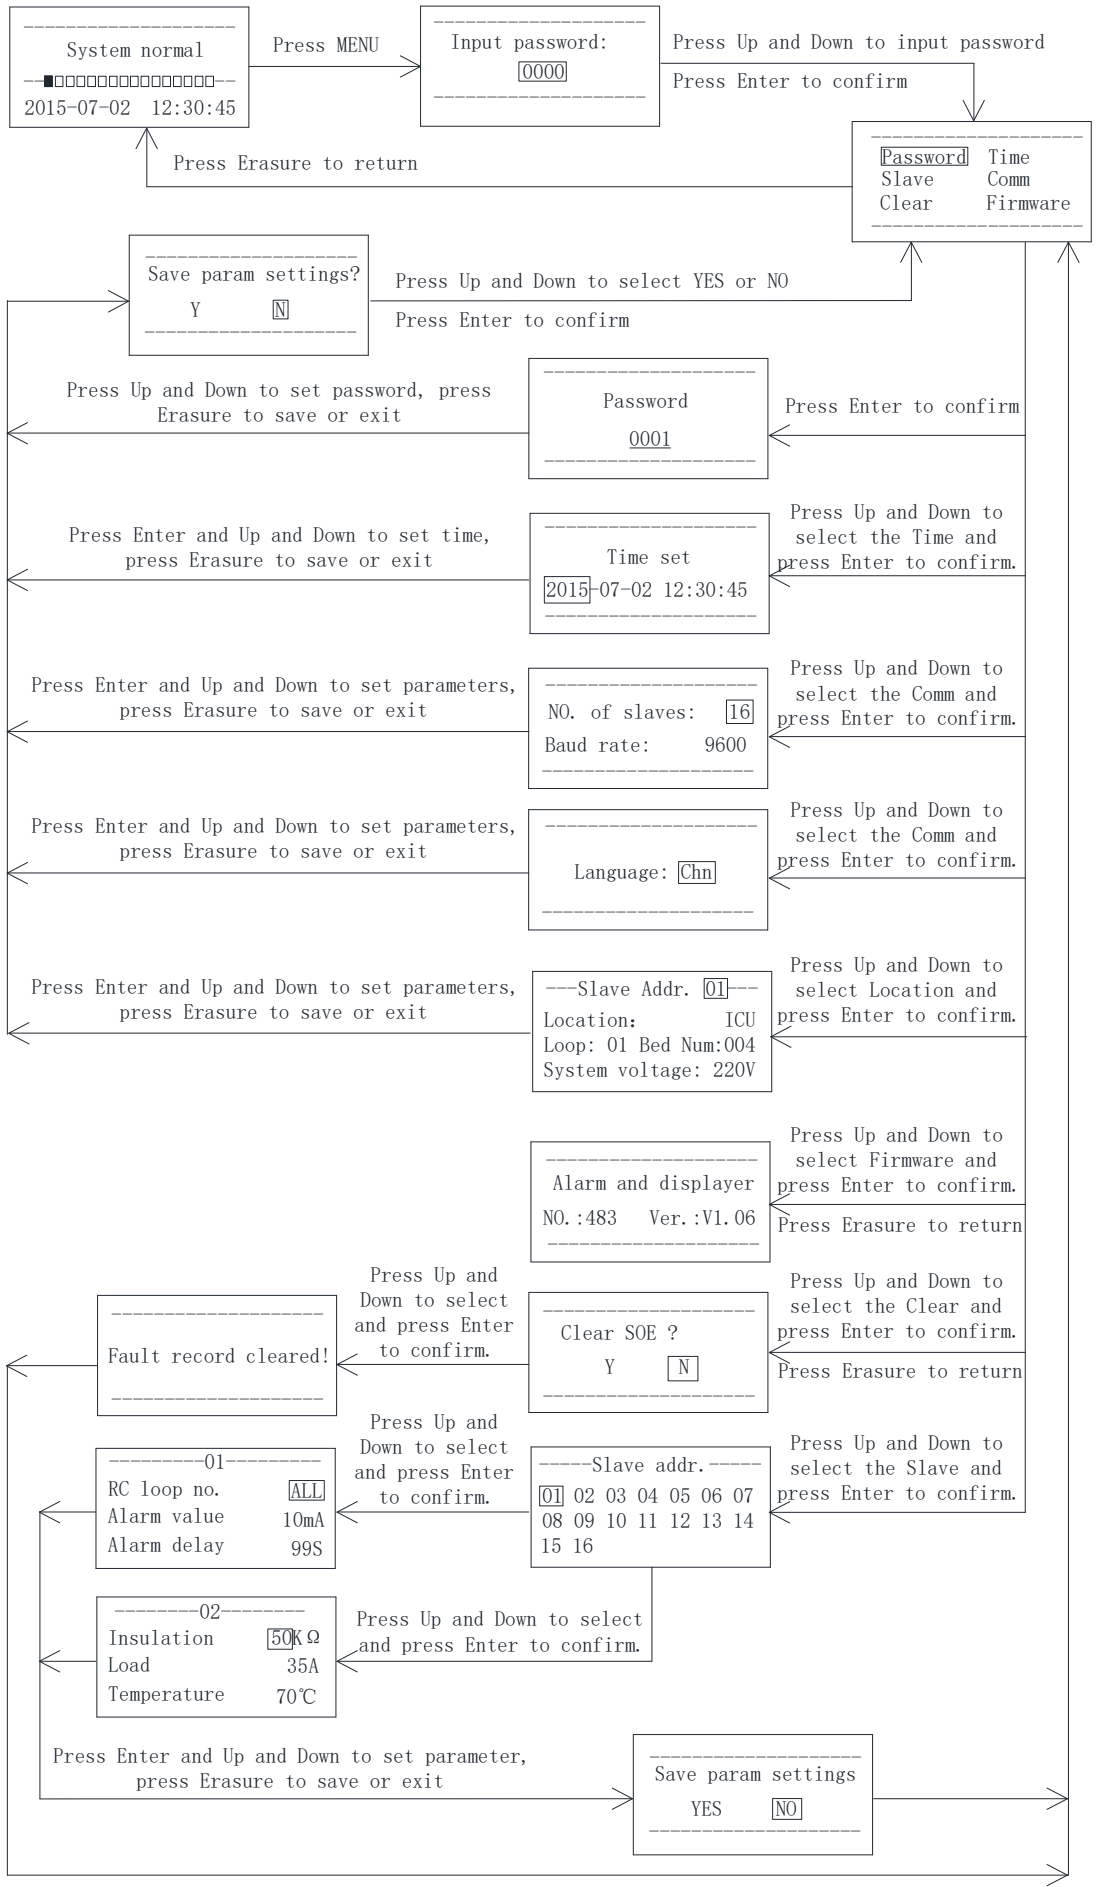 System normal
2015-07-02 12:30:45
Press MENU
Input password:
0000
Press Up and Down to input password
Press Enter to confirm
Password Time
Slave Comm
Clear Firmware
Press Erasure to return
Save param settings?
Y N
Press Up and Down to select YES or NO
Press Enter to confirm
Press Up and Down to set password, press
Erasure to save or exit
Password
0001
Press Enter to confirm
Press Enter and Up and Down to set time,
press Erasure to save or exit
Time set
2015-07-02 12:30:45
Press Up and Down to
select the Time and
press Enter to confirm.
Press Enter and Up and Down to set parameters,
press Erasure to save or exit
NO. of slaves: 16
Baud rate: 9600
Press Up and Down to
select the Comm and
press Enter to confirm.
Press Enter and Up and Down to set parameters,
press Erasure to save or exit
Language: Chn
Press Up and Down to
select the Comm and
press Enter to confirm.
Press Enter and Up and Down to set parameters,
press Erasure to save or exit
---Slave Addr. 01---
Location: ICU
Loop: 01 Bed Num:004
System voltage: 220V
Press Up and Down to
select Location and
press Enter to confirm.
Alarm and displayer
NO.:483 Ver.:V1.06
Press Up and Down to
select Firmware and
press Enter to confirm.
Press Erasure to return
Fault record cleared!
Press Up and
Down to select
and press Enter
to confirm.
Clear SOE ?
Y N
Press Up and Down to
select the Clear and
press Enter to confirm.
Press Erasure to return
---------01---------
RC loop no. ALL
Alarm value 10mA
Alarm delay 99S
Press Up and
Down to select
and press Enter
to confirm.
-----Slave addr.-----
01 02 03 04 05 06 07
08 09 10 11 12 13 14
15 16
Press Up and Down to
select the Slave and
press Enter to confirm.
--------02--------
Insulation 50KΩ
Load 35A
Temperature 70℃
Press Up and Down to select
and press Enter to confirm.
Press Enter and Up and Down to set parameter,
press Erasure to save or exit
Save param settings
YES NO